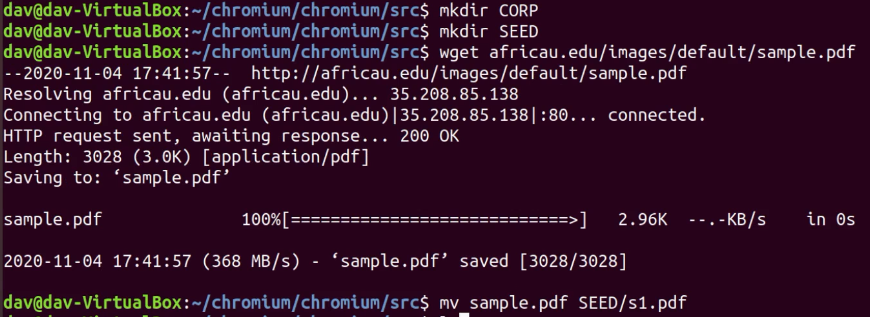 dav@dav-VirtualBox:~/chromium/chromium/src$ mkdir CORP
dav@dav-VirtualBox:~/chromium/chromium/src$ mkdir SEED
dav@dav-VirtualBox:~/chromium/chromium/src$ wget africau.edu/images/default/sample.pdf
--2020-11-04 17:41:57--  http://africau.edu/images/default/sample.pdf
Resolving africau.edu (africau.edu)... 35.208.85.138
Connecting to africau.edu (africau.edu)|35.208.85.138|:80... connected.
HTTP request sent, awaiting response... 200 OK
Length: 3028 (3.0K) [application/pdf]
Saving to: ‘sample.pdf’
sample.pdf          100%[============================>]   2.96K  --.-KB/s    in 0s
2020-11-04 17:41:57 (368 MB/s) - ‘sample.pdf’ saved [3028/3028]
dav@dav-VirtualBox:~/chromium/chromium/src$ mv sample.pdf SEED/s1.pdf